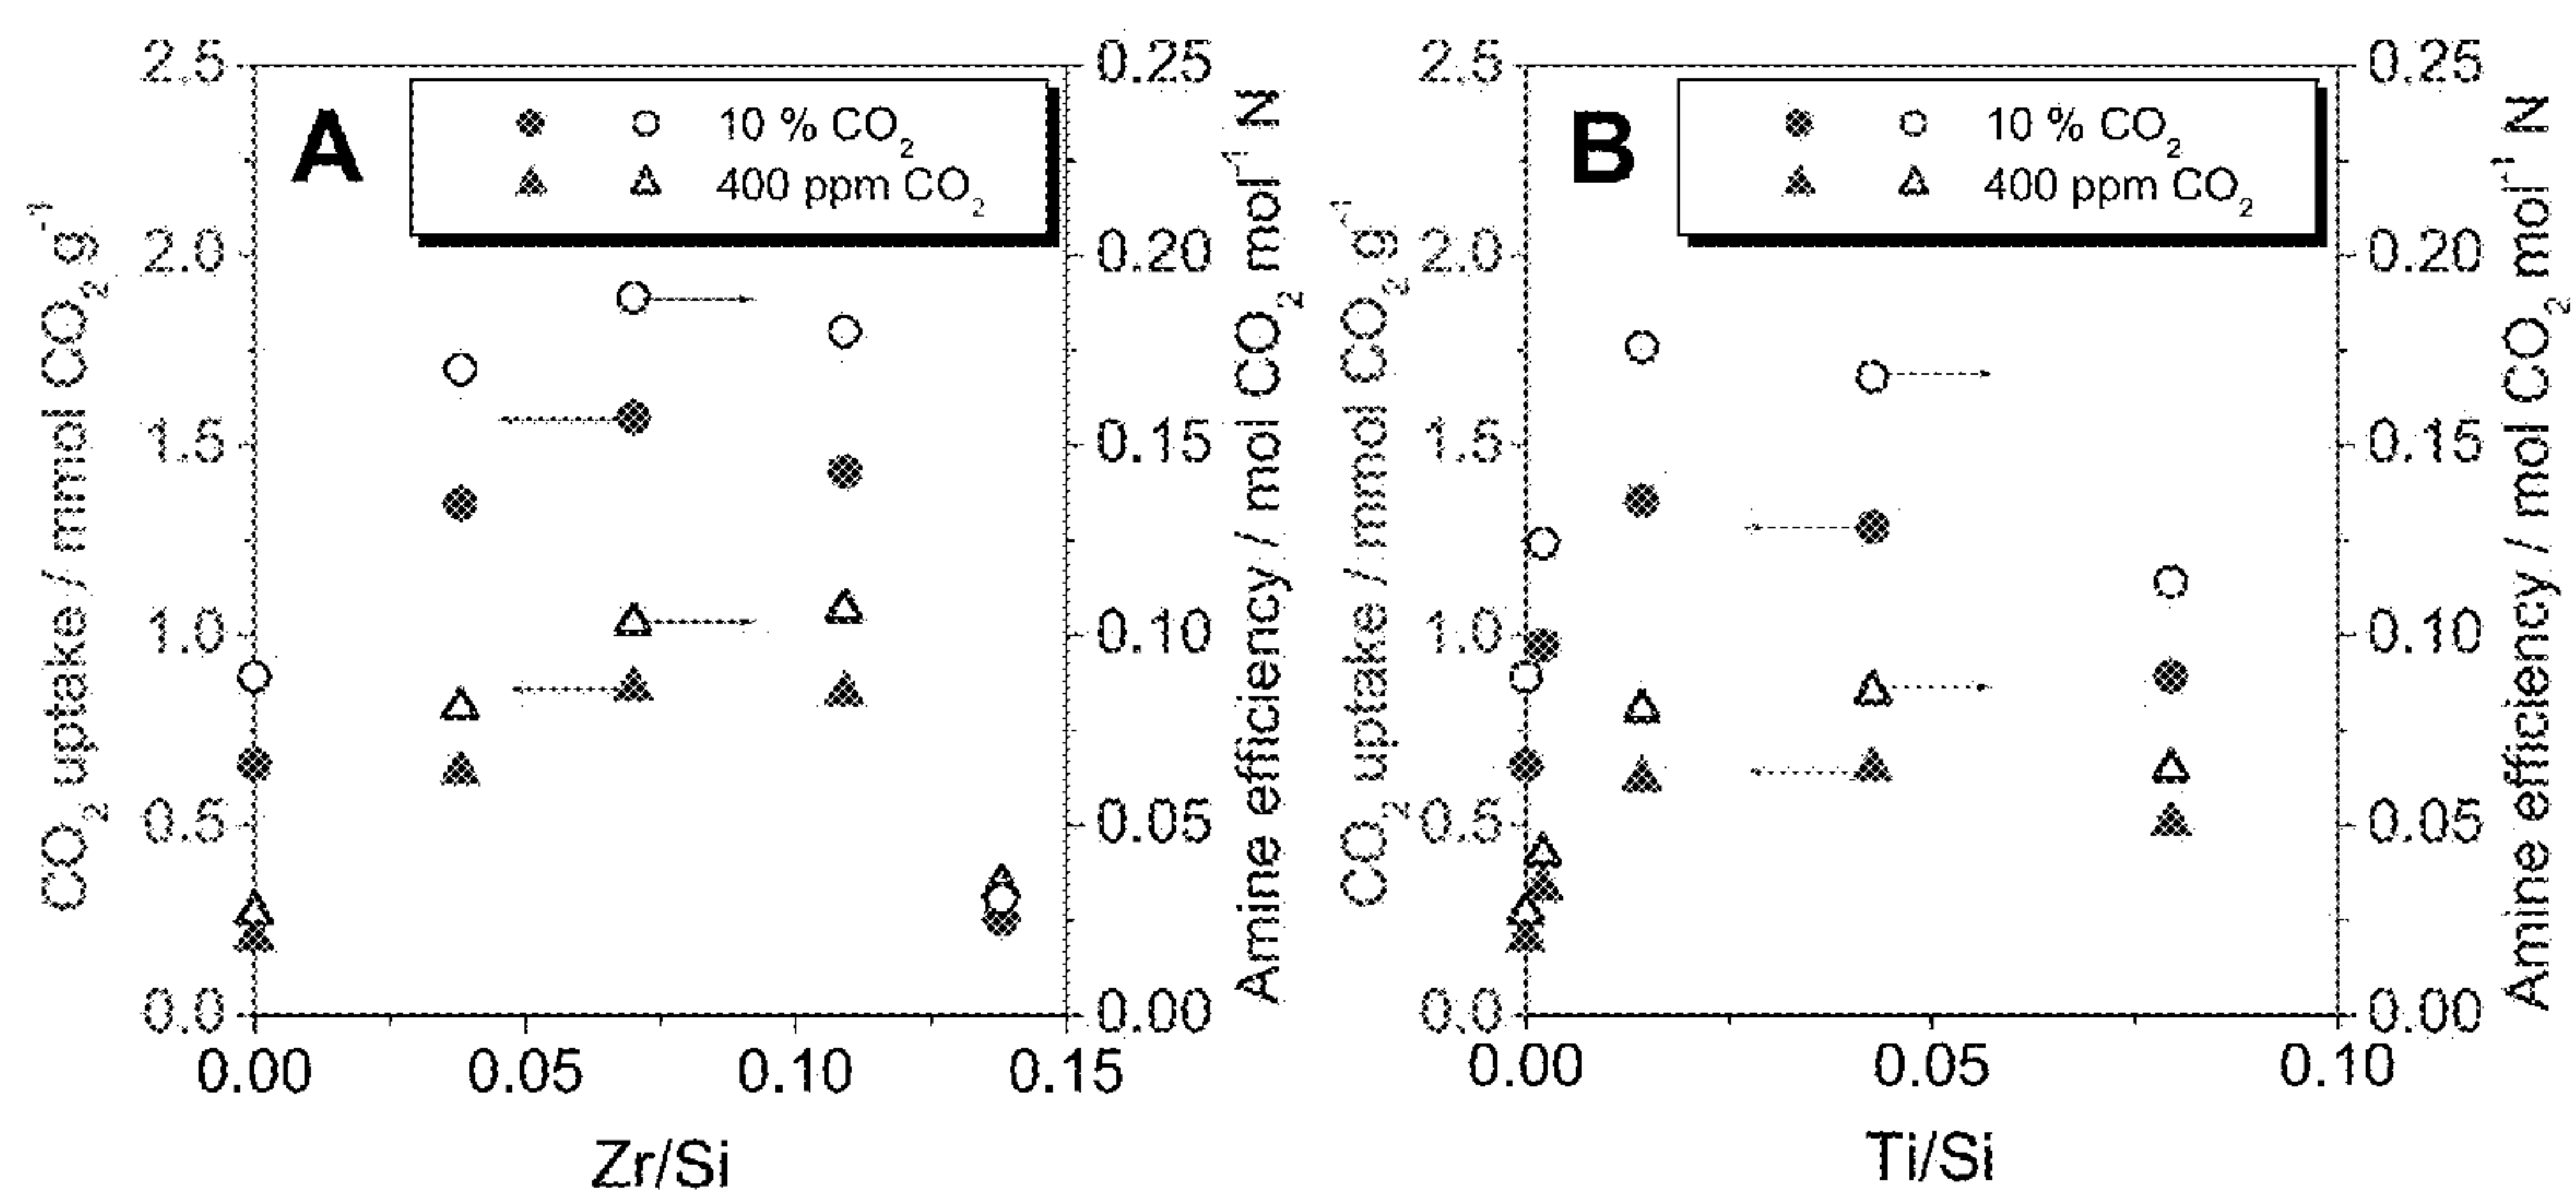 A
10 % CO₂
400 ppm CO₂
CO₂ uptake / mmol CO₂ g⁻¹
2.5
2.0
1.5
1.0
0.5
0.0
0.25
0.20
0.15
0.10
0.05
0.00
Amine efficiency / mol CO₂ mol⁻¹ N
0.00 0.05 0.10 0.15
Zr/Si
B
10 % CO₂
400 ppm CO₂
CO₂ uptake / mmol CO₂ g⁻¹
2.5
2.0
1.5
1.0
0.5
0.0
0.25
0.20
0.15
0.10
0.05
0.00
Amine efficiency / mol CO₂ mol⁻¹ N
0.00 0.05 0.10
Ti/Si